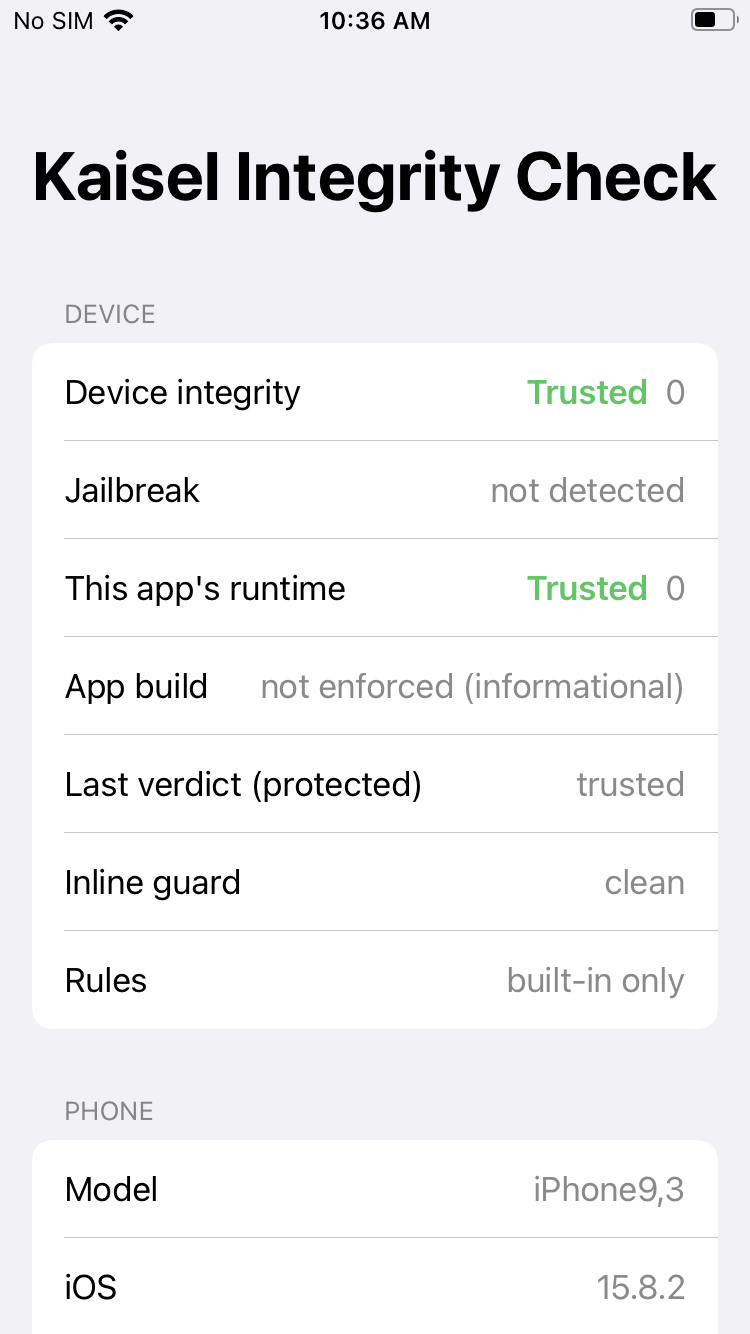 No SIM 10:36 AM
Kaisel Integrity Check
DEVICE
Device integrity Trusted 0
Jailbreak not detected
This app's runtime Trusted 0
App build not enforced (informational)
Last verdict (protected) trusted
Inline guard clean
Rules built-in only
PHONE
Model iPhone9,3
iOS 15.8.2